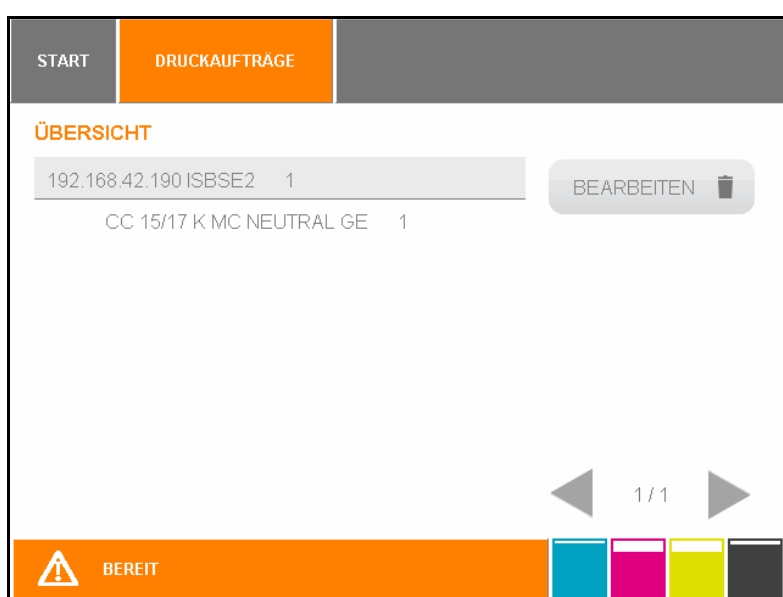 START DRUCKAUFTRÄGE
ÜBERSICHT
192.168.42.190 ISBSE2 1
BEARBEITEN
CC 15/17 K MC NEUTRAL GE 1
1 / 1
BEREIT